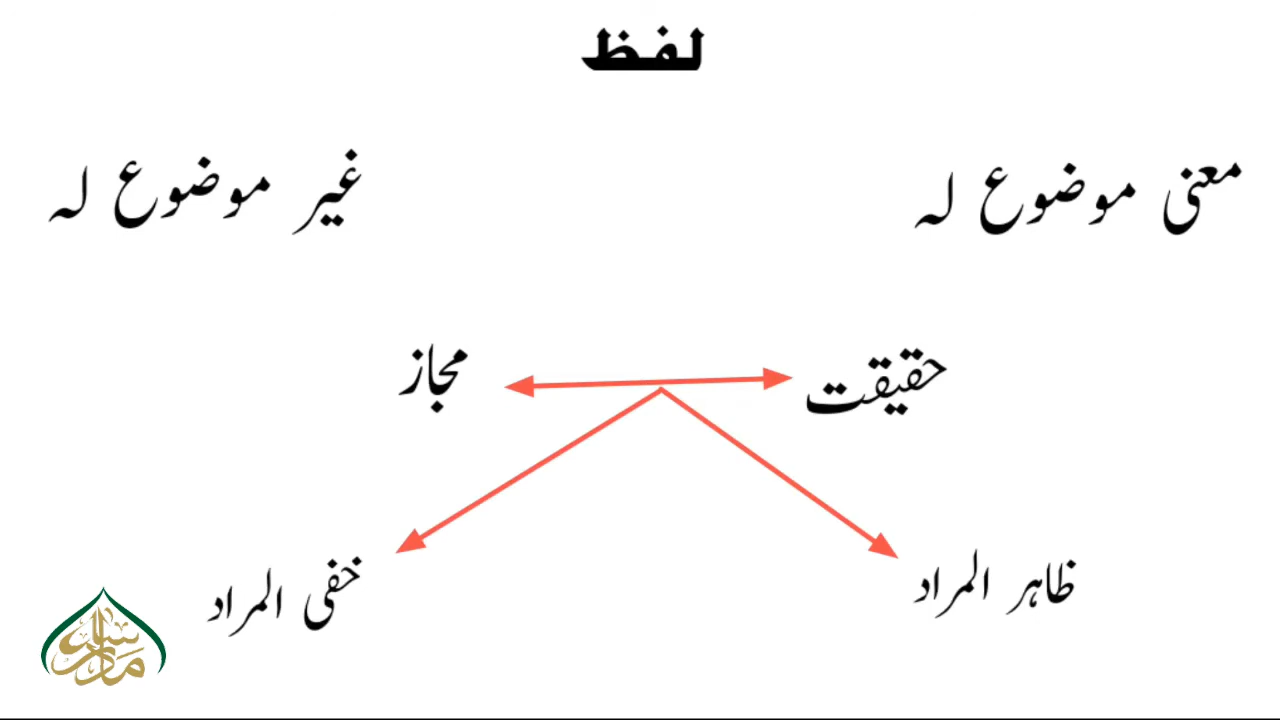 لفظ
معنی موضوع لہ
غیر موضوع لہ
حقیقت
مجاز
ظاہر المراد
خفی المراد